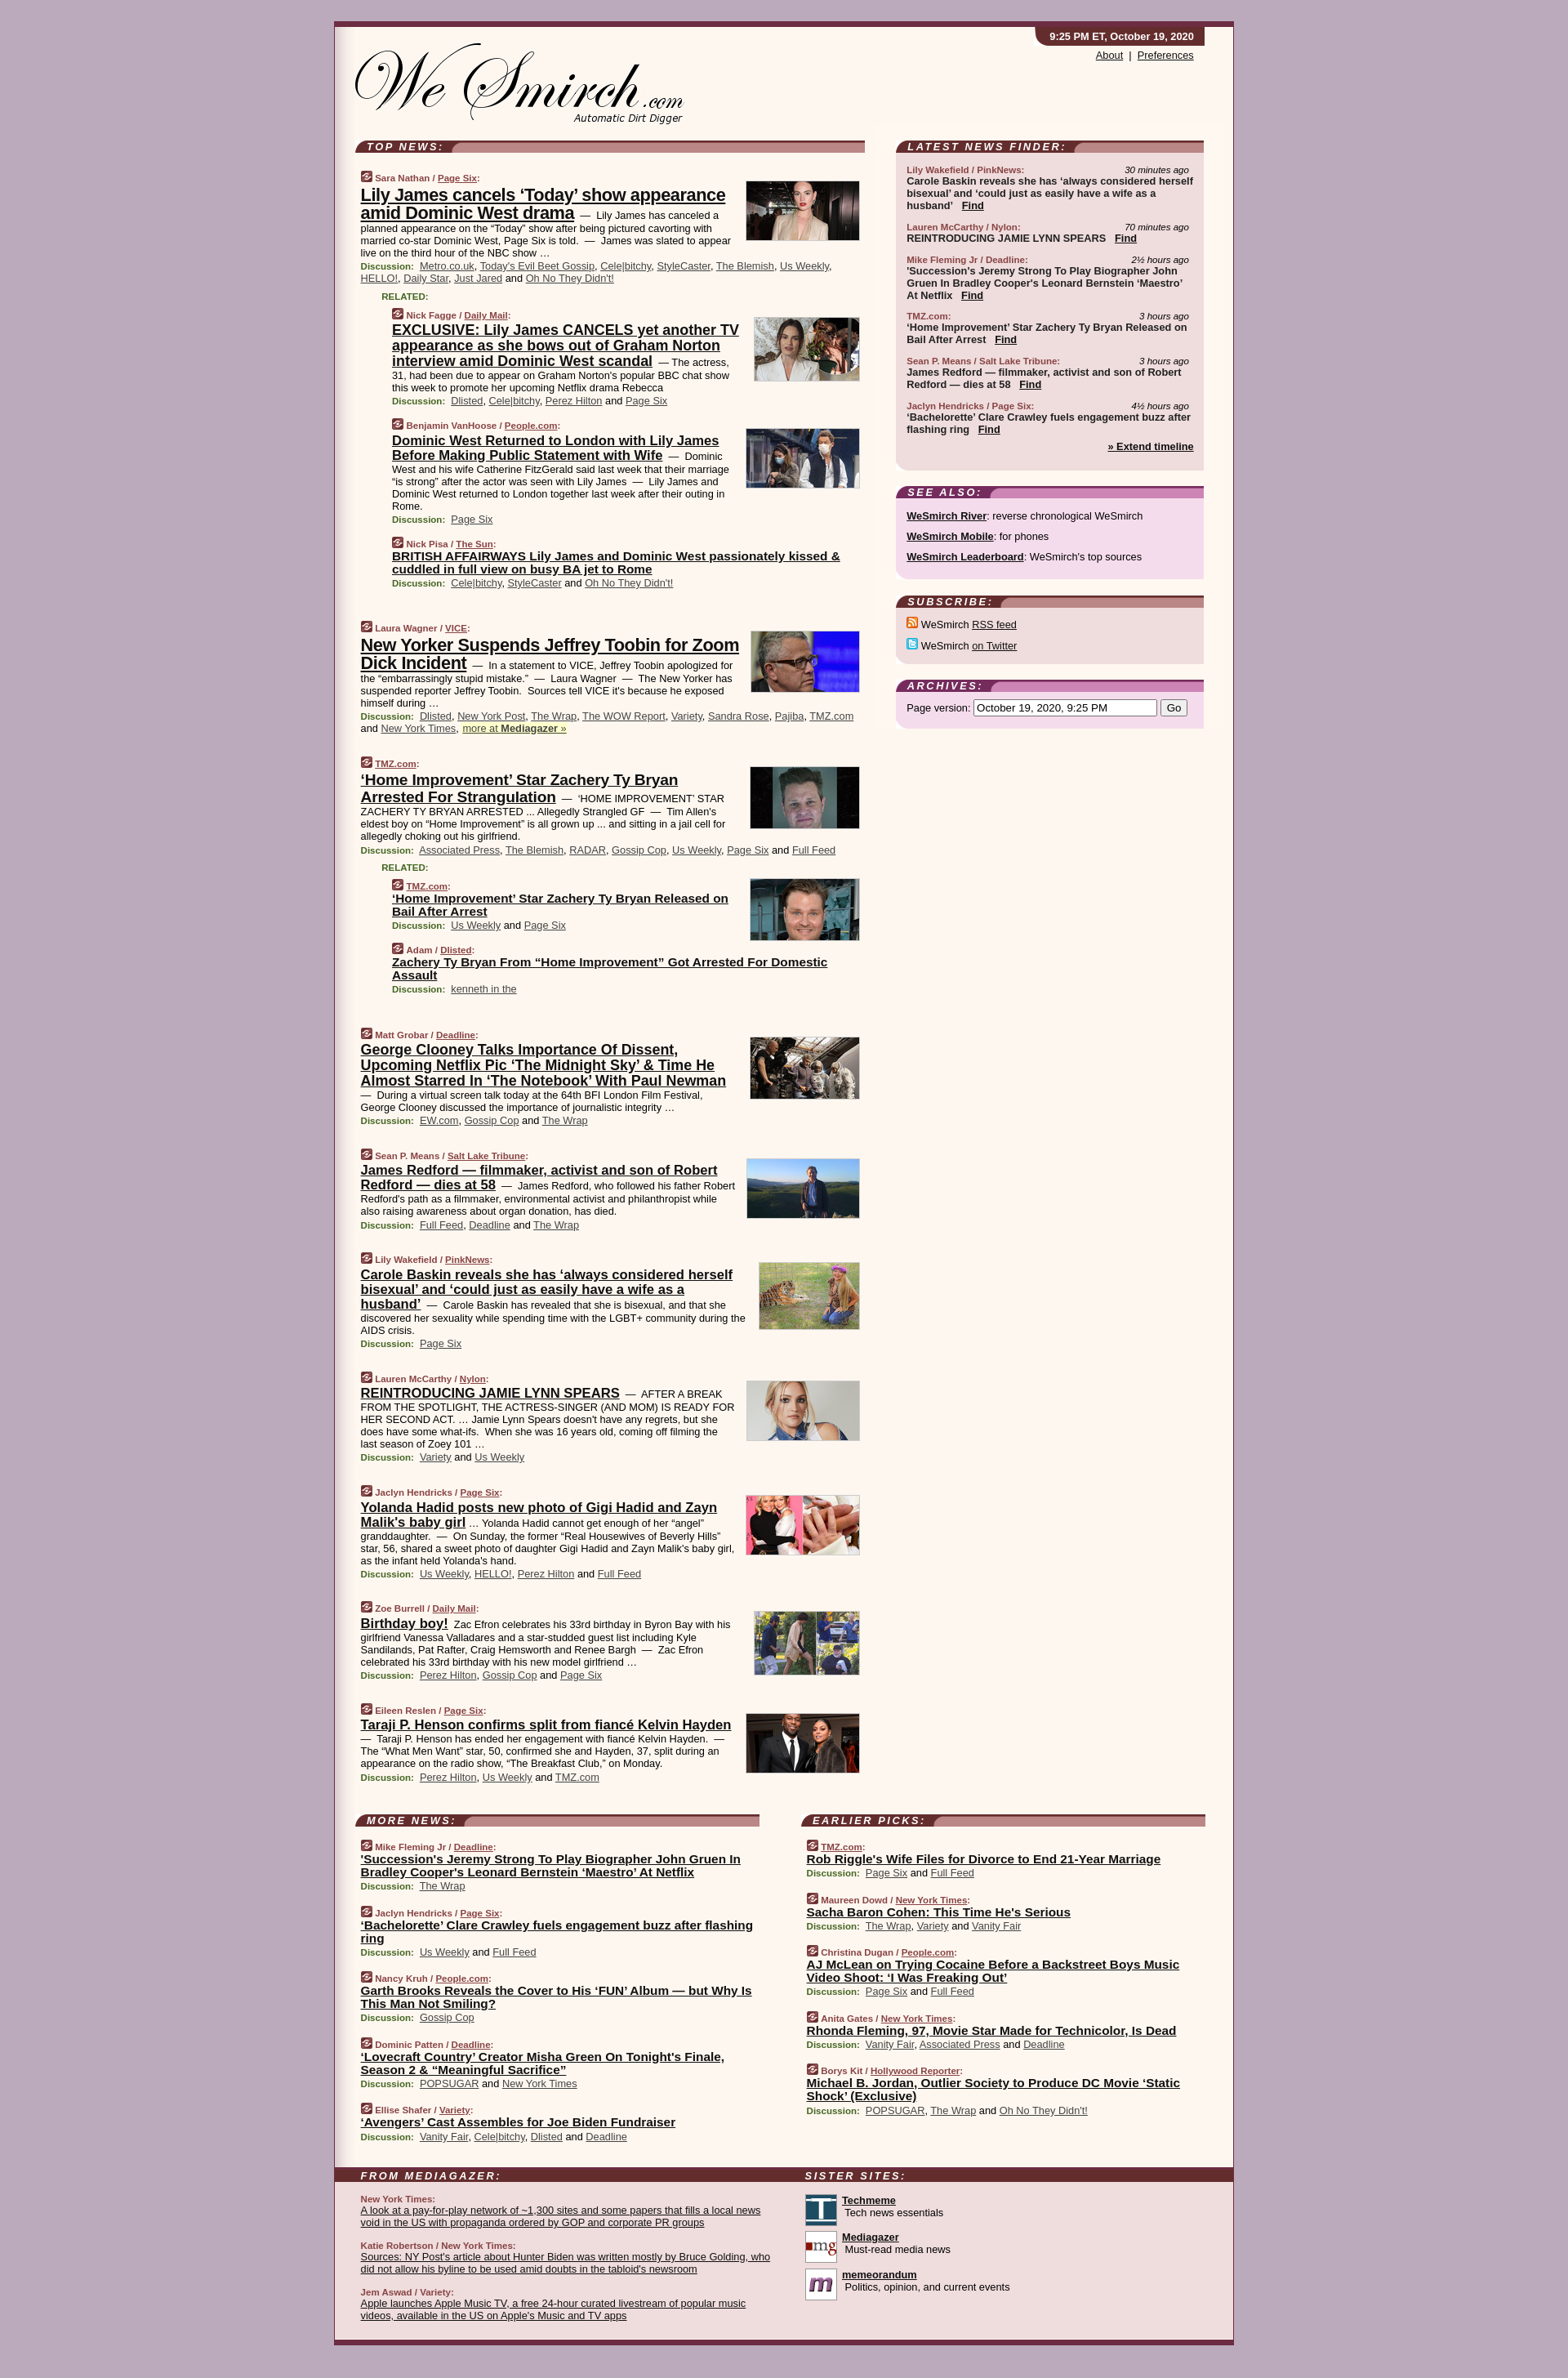 9:25 PM ET, October 19, 2020
About | Preferences
We Smirch.com
Automatic Dirt Digger
TOP NEWS:
Sara Nathan / Page Six:
Lily James cancels ‘Today’ show appearance
amid Dominic West drama — Lily James has canceled a
planned appearance on the “Today” show after being pictured cavorting with
married co-star Dominic West, Page Six is told. — James was slated to appear
live on the third hour of the NBC show …
Discussion: Metro.co.uk, Today's Evil Beet Gossip, Cele|bitchy, StyleCaster, The Blemish, Us Weekly,
HELLO!, Daily Star, Just Jared and Oh No They Didn't!
RELATED:
Nick Fagge / Daily Mail:
EXCLUSIVE: Lily James CANCELS yet another TV
appearance as she bows out of Graham Norton
interview amid Dominic West scandal — The actress,
31, had been due to appear on Graham Norton's popular BBC chat show
this week to promote her upcoming Netflix drama Rebecca
Discussion: Dlisted, Cele|bitchy, Perez Hilton and Page Six
Benjamin VanHoose / People.com:
Dominic West Returned to London with Lily James
Before Making Public Statement with Wife — Dominic
West and his wife Catherine FitzGerald said last week that their marriage
“is strong” after the actor was seen with Lily James — Lily James and
Dominic West returned to London together last week after their outing in
Rome.
Discussion: Page Six
Nick Pisa / The Sun:
BRITISH AFFAIRWAYS Lily James and Dominic West passionately kissed &
cuddled in full view on busy BA jet to Rome
Discussion: Cele|bitchy, StyleCaster and Oh No They Didn't!
Laura Wagner / VICE:
New Yorker Suspends Jeffrey Toobin for Zoom
Dick Incident — In a statement to VICE, Jeffrey Toobin apologized for
the “embarrassingly stupid mistake.” — Laura Wagner — The New Yorker has
suspended reporter Jeffrey Toobin. Sources tell VICE it's because he exposed
himself during …
Discussion: Dlisted, New York Post, The Wrap, The WOW Report, Variety, Sandra Rose, Pajiba, TMZ.com
and New York Times, more at Mediagazer »
TMZ.com:
‘Home Improvement’ Star Zachery Ty Bryan
Arrested For Strangulation — ‘HOME IMPROVEMENT’ STAR
ZACHERY TY BRYAN ARRESTED ... Allegedly Strangled GF — Tim Allen's
eldest boy on “Home Improvement” is all grown up ... and sitting in a jail cell for
allegedly choking out his girlfriend.
Discussion: Associated Press, The Blemish, RADAR, Gossip Cop, Us Weekly, Page Six and Full Feed
RELATED:
TMZ.com:
‘Home Improvement’ Star Zachery Ty Bryan Released on
Bail After Arrest
Discussion: Us Weekly and Page Six
Adam / Dlisted:
Zachery Ty Bryan From “Home Improvement” Got Arrested For Domestic
Assault
Discussion: kenneth in the
Matt Grobar / Deadline:
George Clooney Talks Importance Of Dissent,
Upcoming Netflix Pic ‘The Midnight Sky’ & Time He
Almost Starred In ‘The Notebook’ With Paul Newman
— During a virtual screen talk today at the 64th BFI London Film Festival,
George Clooney discussed the importance of journalistic integrity …
Discussion: EW.com, Gossip Cop and The Wrap
Sean P. Means / Salt Lake Tribune:
James Redford — filmmaker, activist and son of Robert
Redford — dies at 58 — James Redford, who followed his father Robert
Redford's path as a filmmaker, environmental activist and philanthropist while
also raising awareness about organ donation, has died.
Discussion: Full Feed, Deadline and The Wrap
Lily Wakefield / PinkNews:
Carole Baskin reveals she has ‘always considered herself
bisexual’ and ‘could just as easily have a wife as a
husband’ — Carole Baskin has revealed that she is bisexual, and that she
discovered her sexuality while spending time with the LGBT+ community during the
AIDS crisis.
Discussion: Page Six
Lauren McCarthy / Nylon:
REINTRODUCING JAMIE LYNN SPEARS — AFTER A BREAK
FROM THE SPOTLIGHT, THE ACTRESS-SINGER (AND MOM) IS READY FOR
HER SECOND ACT. … Jamie Lynn Spears doesn't have any regrets, but she
does have some what-ifs. When she was 16 years old, coming off filming the
last season of Zoey 101 …
Discussion: Variety and Us Weekly
Jaclyn Hendricks / Page Six:
Yolanda Hadid posts new photo of Gigi Hadid and Zayn
Malik's baby girl … Yolanda Hadid cannot get enough of her “angel”
granddaughter. — On Sunday, the former “Real Housewives of Beverly Hills”
star, 56, shared a sweet photo of daughter Gigi Hadid and Zayn Malik's baby girl,
as the infant held Yolanda's hand.
Discussion: Us Weekly, HELLO!, Perez Hilton and Full Feed
Zoe Burrell / Daily Mail:
Birthday boy! Zac Efron celebrates his 33rd birthday in Byron Bay with his
girlfriend Vanessa Valladares and a star-studded guest list including Kyle
Sandilands, Pat Rafter, Craig Hemsworth and Renee Bargh — Zac Efron
celebrated his 33rd birthday with his new model girlfriend …
Discussion: Perez Hilton, Gossip Cop and Page Six
Eileen Reslen / Page Six:
Taraji P. Henson confirms split from fiancé Kelvin Hayden
— Taraji P. Henson has ended her engagement with fiancé Kelvin Hayden. —
The “What Men Want” star, 50, confirmed she and Hayden, 37, split during an
appearance on the radio show, “The Breakfast Club,” on Monday.
Discussion: Perez Hilton, Us Weekly and TMZ.com
LATEST NEWS FINDER:
Lily Wakefield / PinkNews: 30 minutes ago
Carole Baskin reveals she has ‘always considered herself
bisexual’ and ‘could just as easily have a wife as a
husband’ Find
Lauren McCarthy / Nylon: 70 minutes ago
REINTRODUCING JAMIE LYNN SPEARS Find
Mike Fleming Jr / Deadline: 2½ hours ago
'Succession's Jeremy Strong To Play Biographer John
Gruen In Bradley Cooper's Leonard Bernstein ‘Maestro’
At Netflix Find
TMZ.com: 3 hours ago
‘Home Improvement’ Star Zachery Ty Bryan Released on
Bail After Arrest Find
Sean P. Means / Salt Lake Tribune: 3 hours ago
James Redford — filmmaker, activist and son of Robert
Redford — dies at 58 Find
Jaclyn Hendricks / Page Six: 4½ hours ago
‘Bachelorette’ Clare Crawley fuels engagement buzz after
flashing ring Find
» Extend timeline
SEE ALSO:
WeSmirch River: reverse chronological WeSmirch
WeSmirch Mobile: for phones
WeSmirch Leaderboard: WeSmirch's top sources
SUBSCRIBE:
WeSmirch RSS feed
WeSmirch on Twitter
ARCHIVES:
Page version: October 19, 2020, 9:25 PM Go
MORE NEWS:
Mike Fleming Jr / Deadline:
'Succession's Jeremy Strong To Play Biographer John Gruen In
Bradley Cooper's Leonard Bernstein ‘Maestro’ At Netflix
Discussion: The Wrap
Jaclyn Hendricks / Page Six:
‘Bachelorette’ Clare Crawley fuels engagement buzz after flashing
ring
Discussion: Us Weekly and Full Feed
Nancy Kruh / People.com:
Garth Brooks Reveals the Cover to His ‘FUN’ Album — but Why Is
This Man Not Smiling?
Discussion: Gossip Cop
Dominic Patten / Deadline:
‘Lovecraft Country’ Creator Misha Green On Tonight's Finale,
Season 2 & “Meaningful Sacrifice”
Discussion: POPSUGAR and New York Times
Ellise Shafer / Variety:
‘Avengers’ Cast Assembles for Joe Biden Fundraiser
Discussion: Vanity Fair, Cele|bitchy, Dlisted and Deadline
EARLIER PICKS:
TMZ.com:
Rob Riggle's Wife Files for Divorce to End 21-Year Marriage
Discussion: Page Six and Full Feed
Maureen Dowd / New York Times:
Sacha Baron Cohen: This Time He's Serious
Discussion: The Wrap, Variety and Vanity Fair
Christina Dugan / People.com:
AJ McLean on Trying Cocaine Before a Backstreet Boys Music
Video Shoot: ‘I Was Freaking Out’
Discussion: Page Six and Full Feed
Anita Gates / New York Times:
Rhonda Fleming, 97, Movie Star Made for Technicolor, Is Dead
Discussion: Vanity Fair, Associated Press and Deadline
Borys Kit / Hollywood Reporter:
Michael B. Jordan, Outlier Society to Produce DC Movie ‘Static
Shock’ (Exclusive)
Discussion: POPSUGAR, The Wrap and Oh No They Didn't!
FROM MEDIAGAZER:
New York Times:
A look at a pay-for-play network of ~1,300 sites and some papers that fills a local news
void in the US with propaganda ordered by GOP and corporate PR groups
Katie Robertson / New York Times:
Sources: NY Post's article about Hunter Biden was written mostly by Bruce Golding, who
did not allow his byline to be used amid doubts in the tabloid's newsroom
Jem Aswad / Variety:
Apple launches Apple Music TV, a free 24-hour curated livestream of popular music
videos, available in the US on Apple's Music and TV apps
SISTER SITES:
T
Techmeme
Tech news essentials
mg
Mediagazer
Must-read media news
m
memeorandum
Politics, opinion, and current events